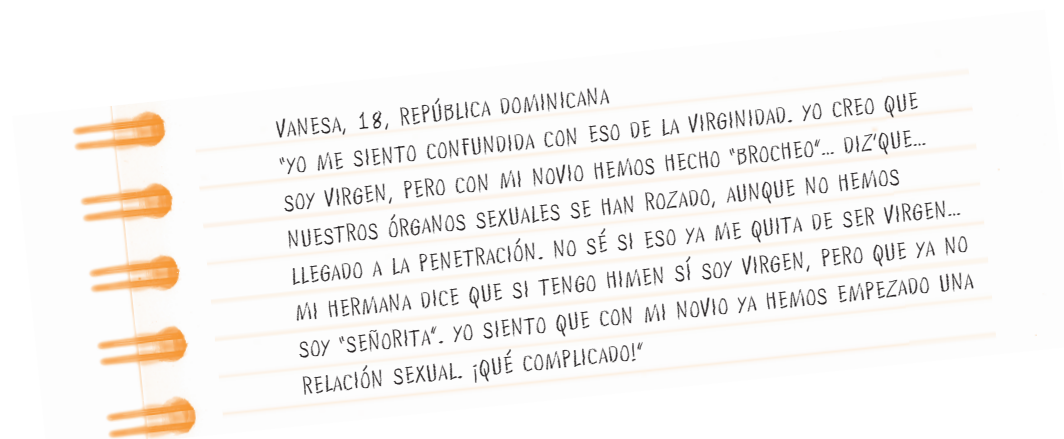 VANESA, 18, REPÚBLICA DOMINICANA
"YO ME SIENTO CONFUNDIDA CON ESO DE LA VIRGINIDAD. YO CREO QUE
SOY VIRGEN, PERO CON MI NOVIO HEMOS HECHO "BROCHEO"... DIZ'QUE...
NUESTROS ÓRGANOS SEXUALES SE HAN ROZADO, AUNQUE NO HEMOS
LLEGADO A LA PENETRACIÓN. NO SÉ SI ESO YA ME QUITA DE SER VIRGEN...
MI HERMANA DICE QUE SI TENGO HIMEN SÍ SOY VIRGEN, PERO QUE YA NO
SOY "SEÑORITA". YO SIENTO QUE CON MI NOVIO YA HEMOS EMPEZADO UNA
RELACIÓN SEXUAL. ¡QUÉ COMPLICADO!"